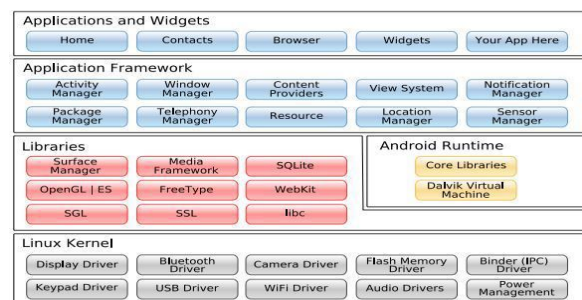 Applications and Widgets
Home Contacts Browser Widgets Your App Here
Application Framework
Activity Manager Window Manager Content Providers View System Notification Manager
Package Manager Telephony Manager Resource Location Manager Sensor Manager
Libraries
Surface Manager Media Framework SQLite
OpenGL | ES FreeType WebKit
SGL SSL libc
Android Runtime
Core Libraries
Dalvik Virtual Machine
Linux Kernel
Display Driver Bluetooth Driver Camera Driver Flash Memory Driver Binder (IPC) Driver
Keypad Driver USB Driver WiFi Driver Audio Drivers Power Management